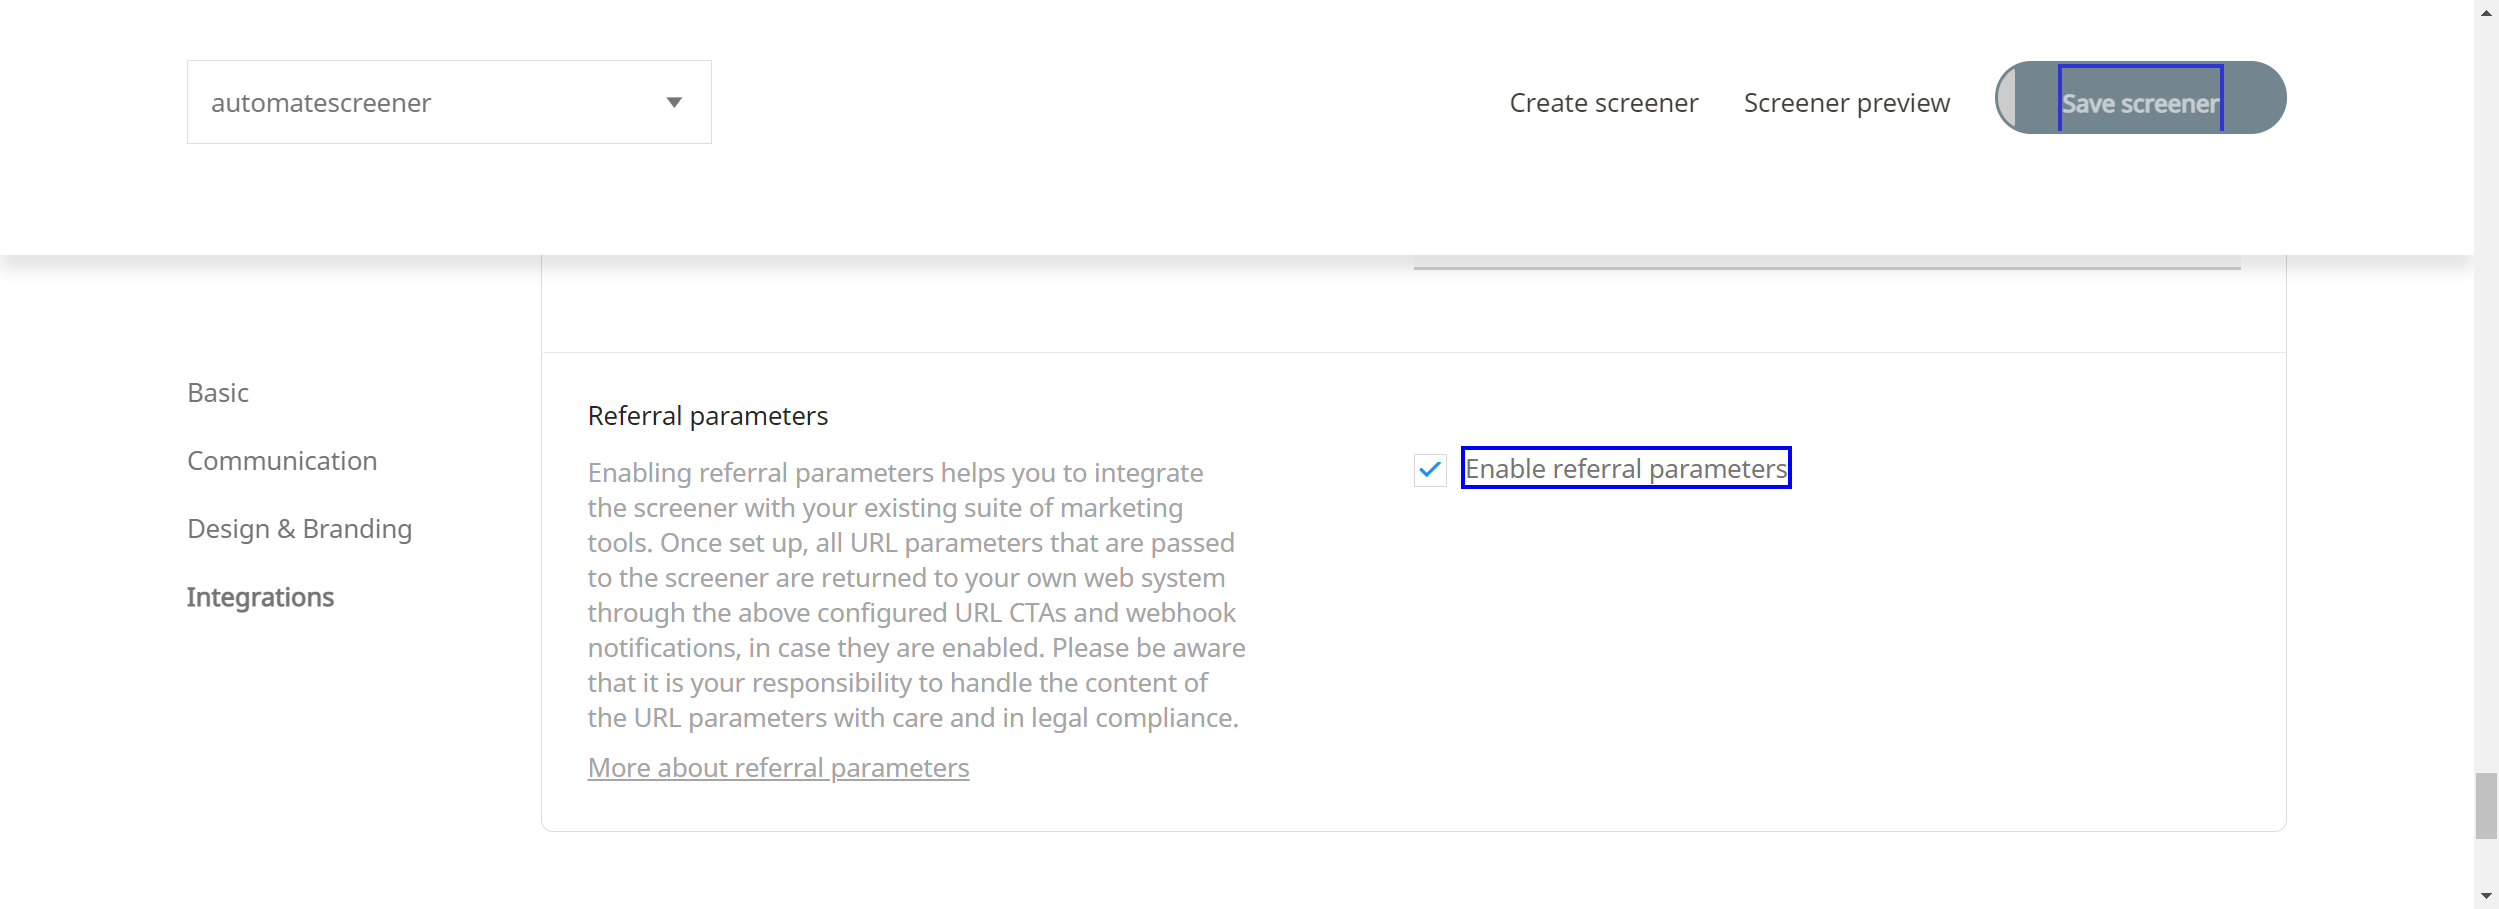 automatescreener
Create screener
Screener preview
Save screener
Basic
Communication
Design & Branding
Integrations
Referral parameters
Enabling referral parameters helps you to integrate
the screener with your existing suite of marketing
tools. Once set up, all URL parameters that are passed
to the screener are returned to your own web system
through the above configured URL CTAs and webhook
notifications, in case they are enabled. Please be aware
that it is your responsibility to handle the content of
the URL parameters with care and in legal compliance.
More about referral parameters
Enable referral parameters